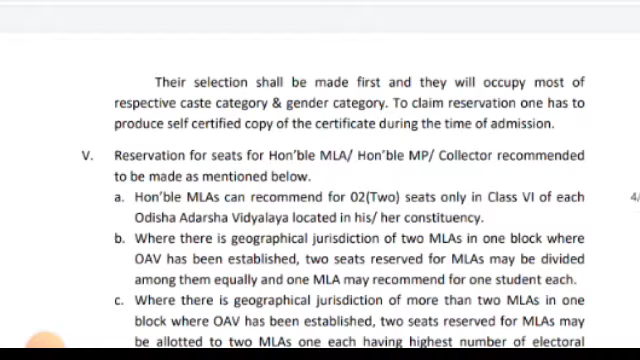 Their selection shall be made first and they will occupy most of
respective caste category & gender category. To claim reservation one has to
produce self certified copy of the certificate during the time of admission.
V. Reservation for seats for Hon'ble MLA/ Hon'ble MP/ Collector recommended
to be made as mentioned below.
a. Hon'ble MLAs can recommend for 02(Two) seats only in Class VI of each
4/
Odisha Adarsha Vidyalaya located in his/ her constituency.
b. Where there is geographical jurisdiction of two MLAs in one block where
OAV has been established, two seats reserved for MLAs may be divided
among them equally and one MLA may recommend for one student each.
c. Where there is geographical jurisdiction of more than two MLAs in one
block where OAV has been established, two seats reserved for MLAs may
be allotted to two MLAs one each having highest number of electoral